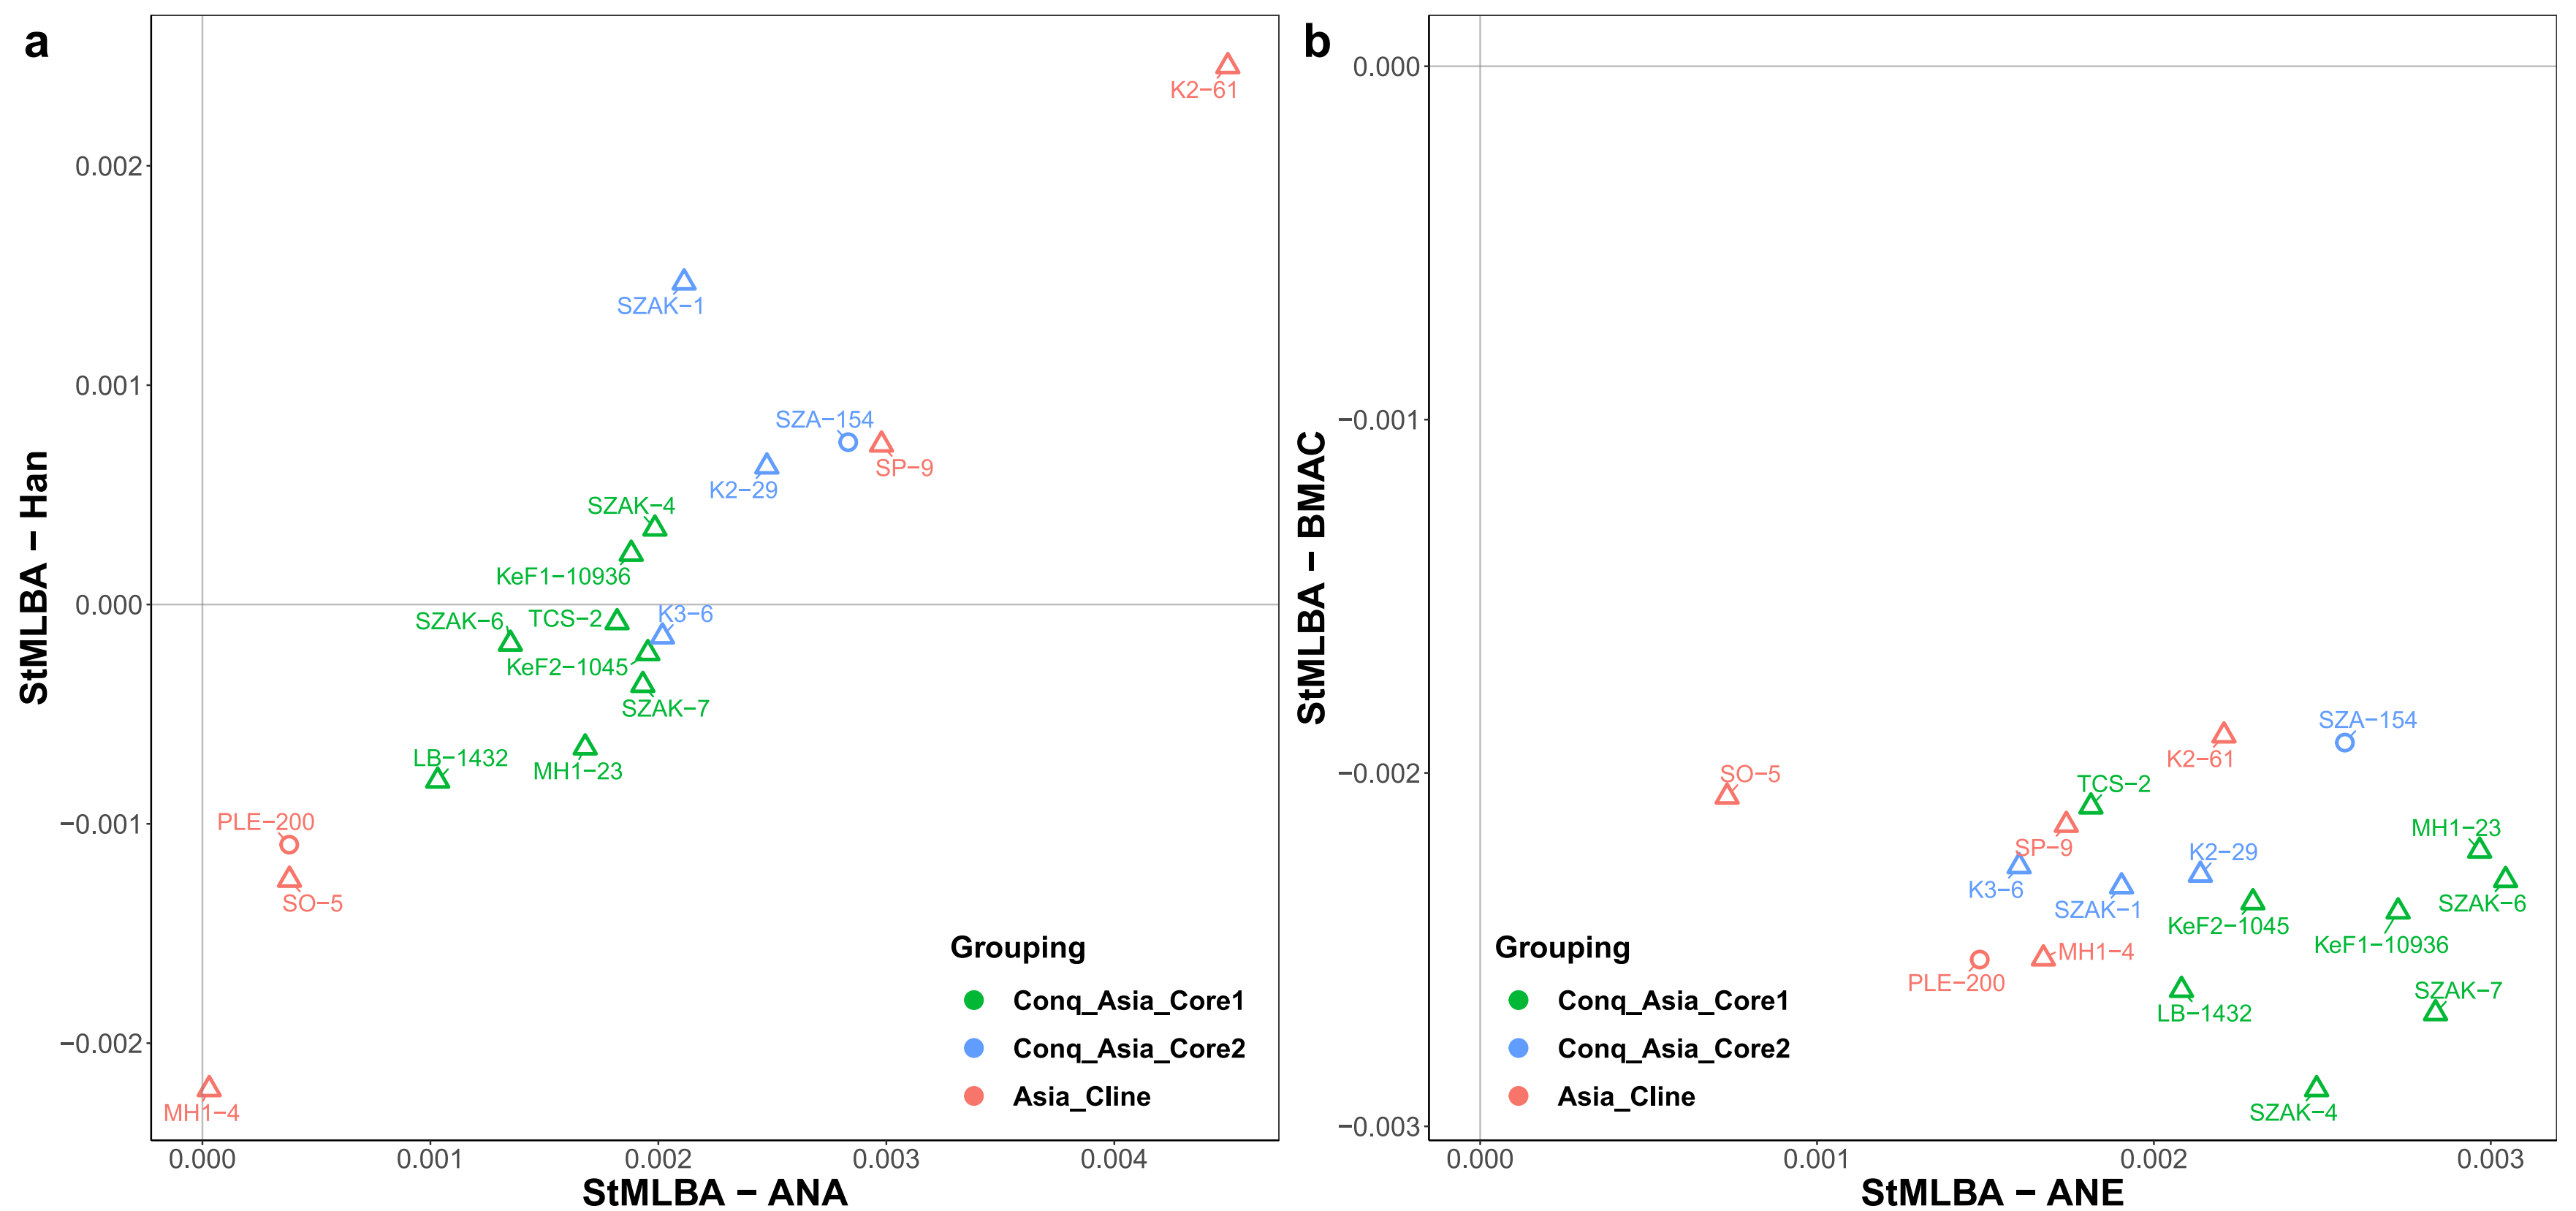 a
K2−61
0.002
SZAK−1
0.001
SZA−154
SP−9
K2−29
SZAK−4
KeF1−10936
0.000
SZAK−6
TCS−2
K3−6
KeF2−1045
SZAK−7
LB−1432
MH1−23
−0.001
PLE−200
SO−5
−0.002
MH1−4
StMLBA − Han
Grouping
Conq_Asia_Core1
Conq_Asia_Core2
Asia_Cline
0.000
0.001
0.002
0.003
0.004
StMLBA − ANA
b
0.000
−0.001
−0.002
−0.003
StMLBA − BMAC
SZA−154
K2−61
SO−5
TCS−2
MH1−23
SP−9
K2−29
K3−6
SZAK−1
SZAK−6
KeF2−1045
KeF1−10936
MH1−4
PLE−200
SZAK−7
LB−1432
SZAK−4
Grouping
Conq_Asia_Core1
Conq_Asia_Core2
Asia_Cline
0.000
0.001
0.002
0.003
StMLBA − ANE